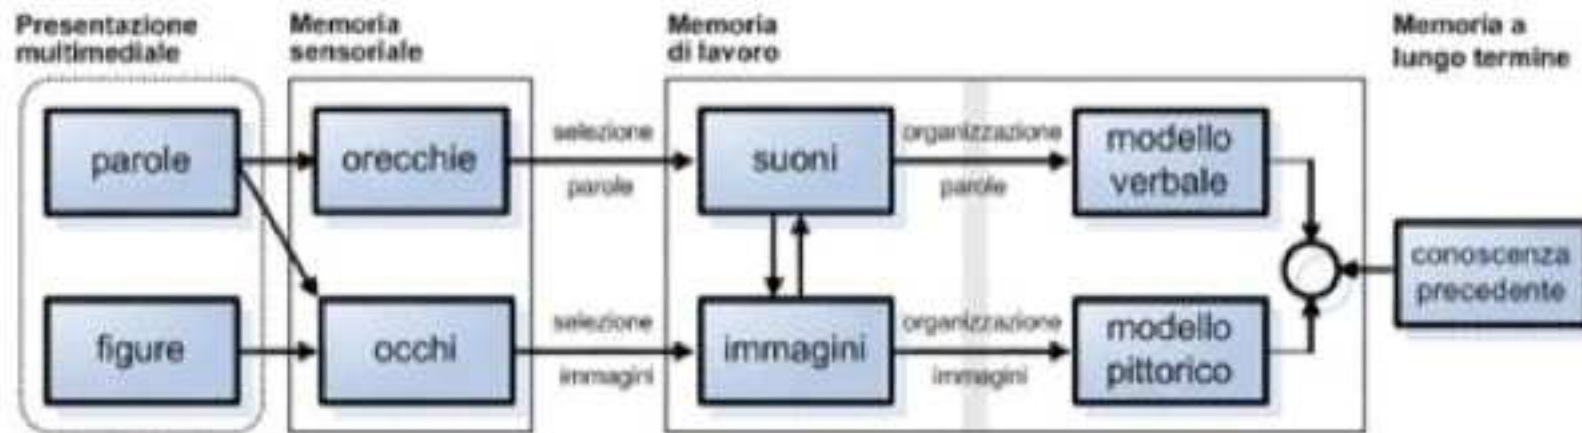 Presentazione
multimediale
Memoria
sensoriale
Memoria
di lavoro
Memoria a
lungo termine
parole
orecchie
selezione
parole
suoni
organizzazione
parole
modello
verbale
conoscenza
precedente
figure
occhi
selezione
immagini
immagini
organizzazione
immagini
modello
pittorico